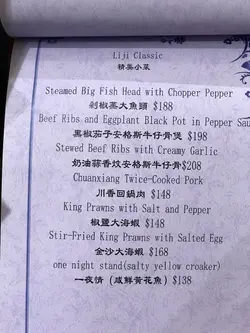 Liji Classic
精美小菜
Steamed Big Fish Head with Chopper Pepper
剁椒蒸大魚頭 $188
Beef Ribs and Eggplant Black Pot in Pepper Sau
黑椒茄子安格斯牛仔骨煲 $198
Stewed Beef Ribs with Creamy Garlic
奶油蒜香炆安格斯牛仔骨$208
Chuanxiang Twice-Cooked Pork
川香回鍋肉 $148
King Prawns with Salt and Pepper
椒鹽大海蝦 $148
Stir-Fried King Prawns with Salted Egg
金沙大海蝦 $168
one night stand(salty yellow croaker)
一夜情（咸鮮黃花魚）$138